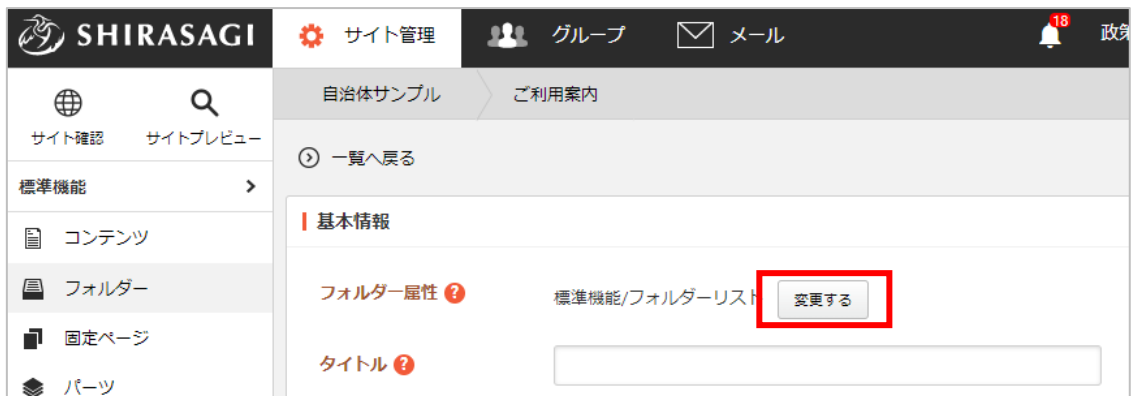 SHIRASAGI サイト管理 グループ メール 18
自治体サンプル ご利用案内
サイト確認 サイトプレビュー
一覧へ戻る
標準機能
基本情報
コンテンツ
フォルダー
フォルダー属性 ? 標準機能/フォルダーリスト 変更する
固定ページ
タイトル ?
パーツ